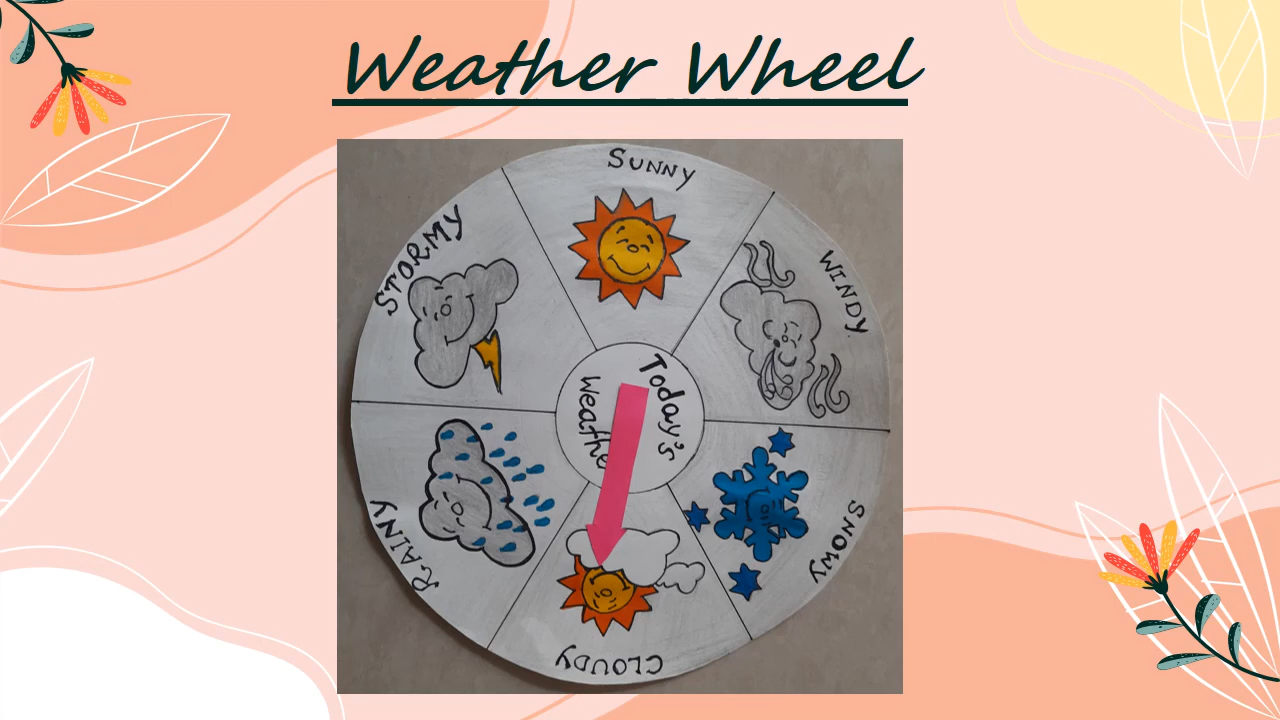 Weather Wheel
SUNNY
WINDY
SNOWY
CLOUDY
RAINY
STORMY
Today's
Weathe